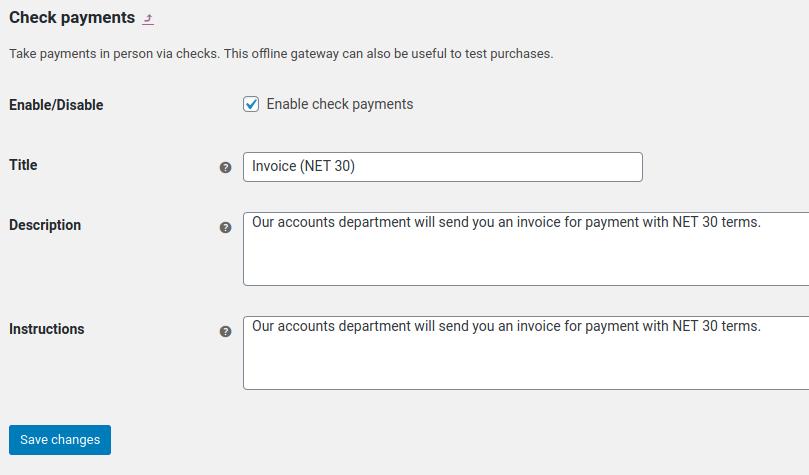 Check payments
Take payments in person via checks. This offline gateway can also be useful to test purchases.
Enable/Disable
Enable check payments
Title
Invoice (NET 30)
Description
Our accounts department will send you an invoice for payment with NET 30 terms.
Instructions
Our accounts department will send you an invoice for payment with NET 30 terms.
Save changes